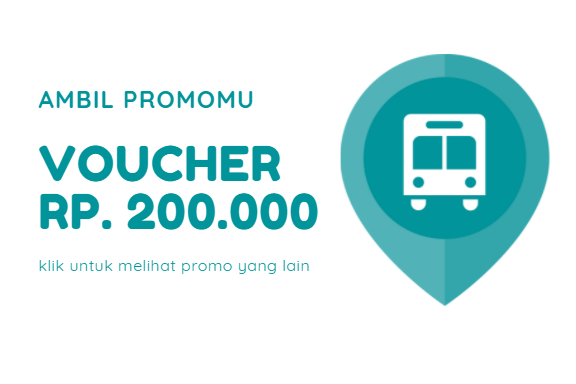 AMBIL PROMOMU
VOUCHER
RP. 200.000
klik untuk melihat promo yang lain